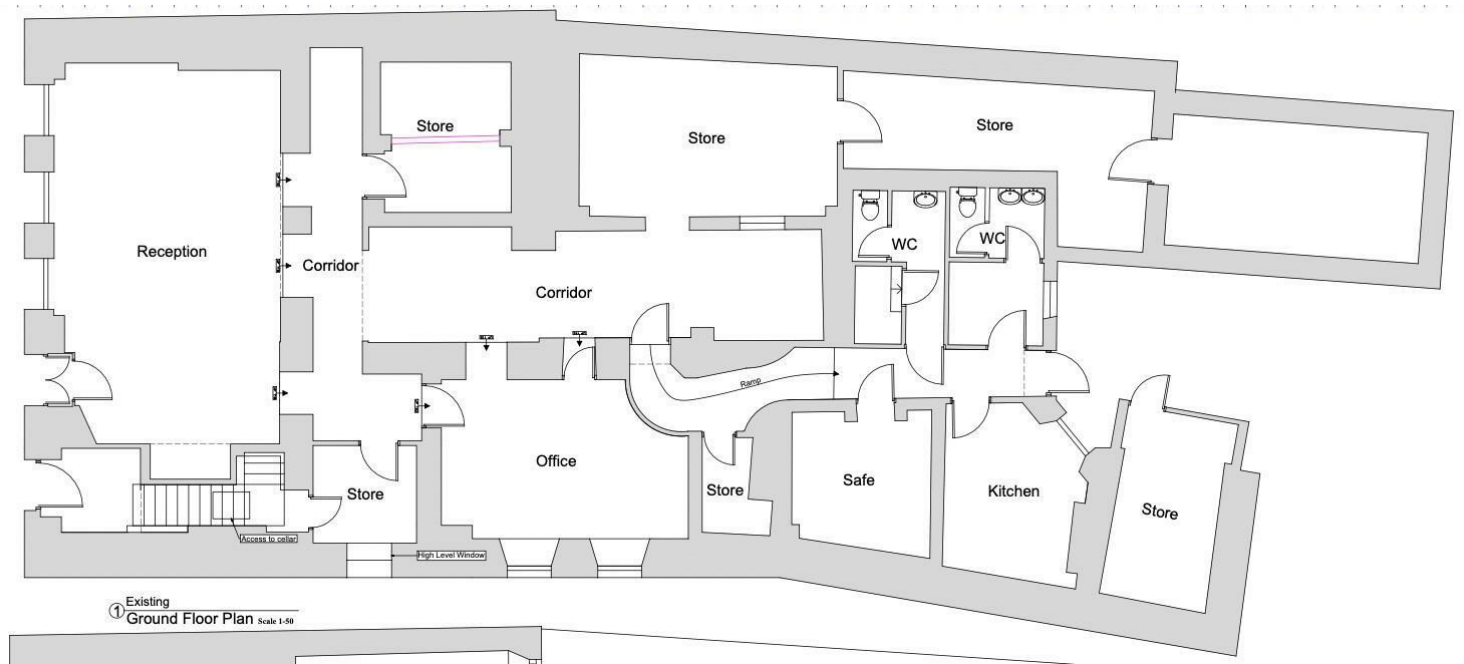 Store
Store
Store
Reception
Corridor
WC
WC
Corridor
Ramp
Office
Store
Store
Safe
Kitchen
Store
Access to cellar
High Level Window
1
Existing
Ground Floor Plan Scale 1-50